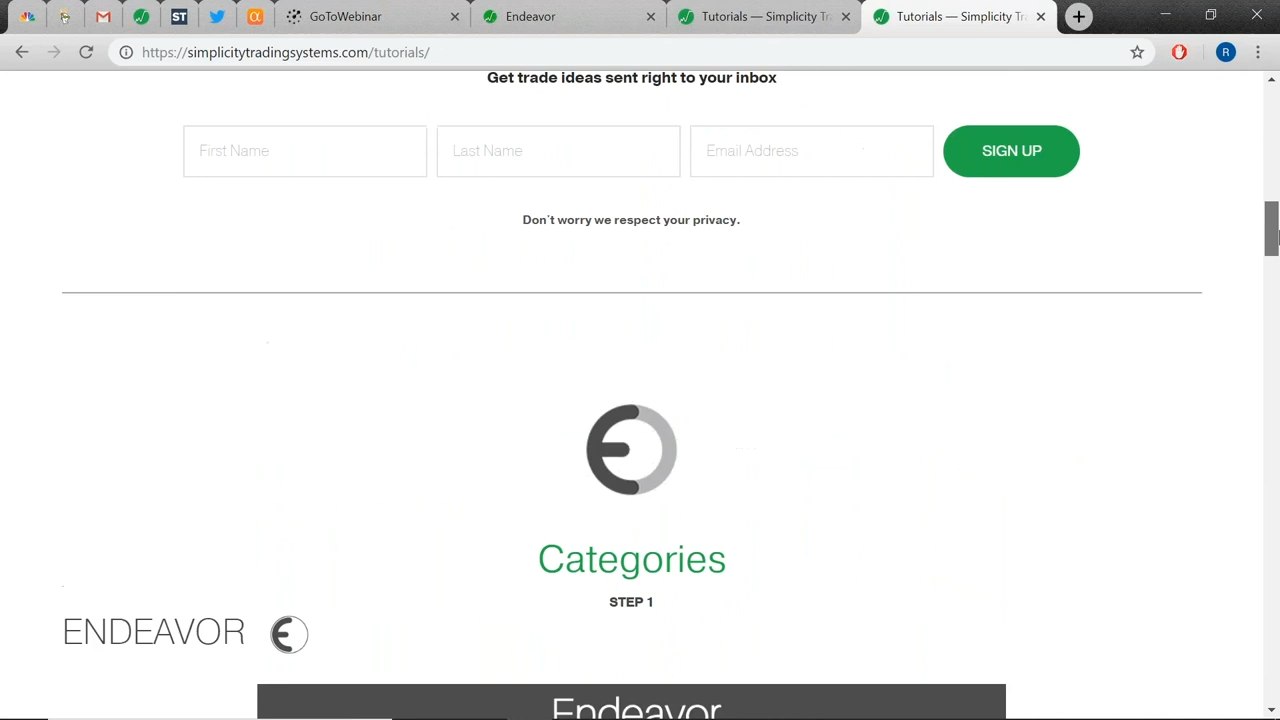 ST
GoToWebinar
Endeavor
Tutorials — Simplicity Tr
Tutorials — Simplicity Tr
https://simplicitytradingsystems.com/tutorials/
R
Get trade ideas sent right to your inbox
First Name
Last Name
Email Address
SIGN UP
Don't worry we respect your privacy.
Categories
STEP 1
ENDEAVOR
Endeavor